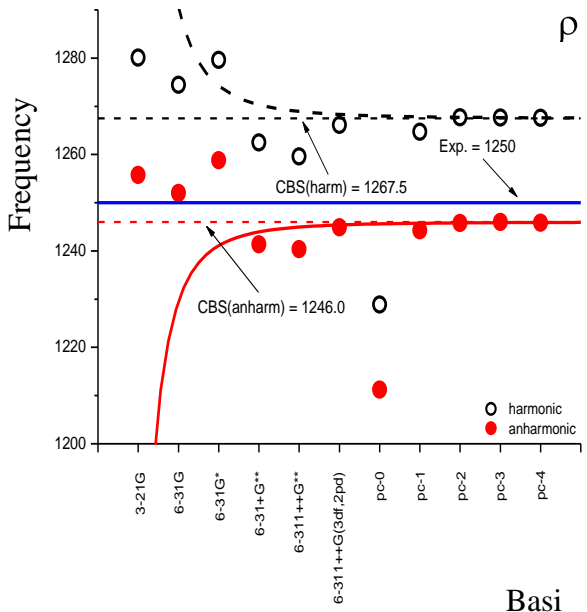 ρ
Frequency
1280
1260
1240
1220
1200
Exp. = 1250
CBS(harm) = 1267.5
CBS(anharm) = 1246.0
harmonic
anharmonic
3-21G
6-31G
6-31G*
6-31+G**
6-311++G**
6-311++G(3df,2pd)
pc-0
pc-1
pc-2
pc-3
pc-4
Basi